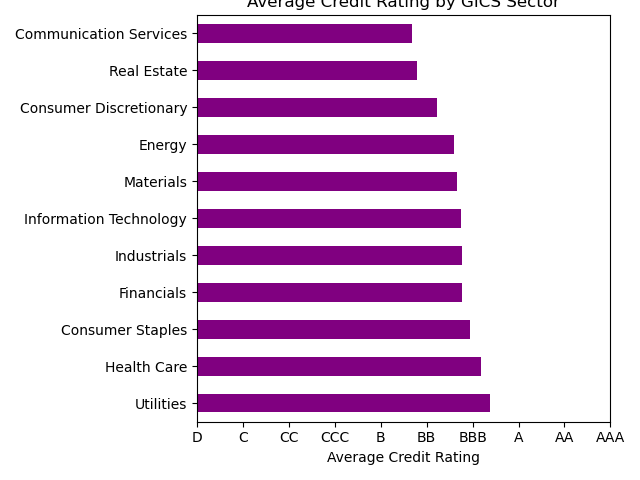 Average Credit Rating by GICS Sector
Communication Services
Real Estate
Consumer Discretionary
Energy
Materials
Information Technology
Industrials
Financials
Consumer Staples
Health Care
Utilities
D C CC CCC B BB BBB A AA AAA
Average Credit Rating